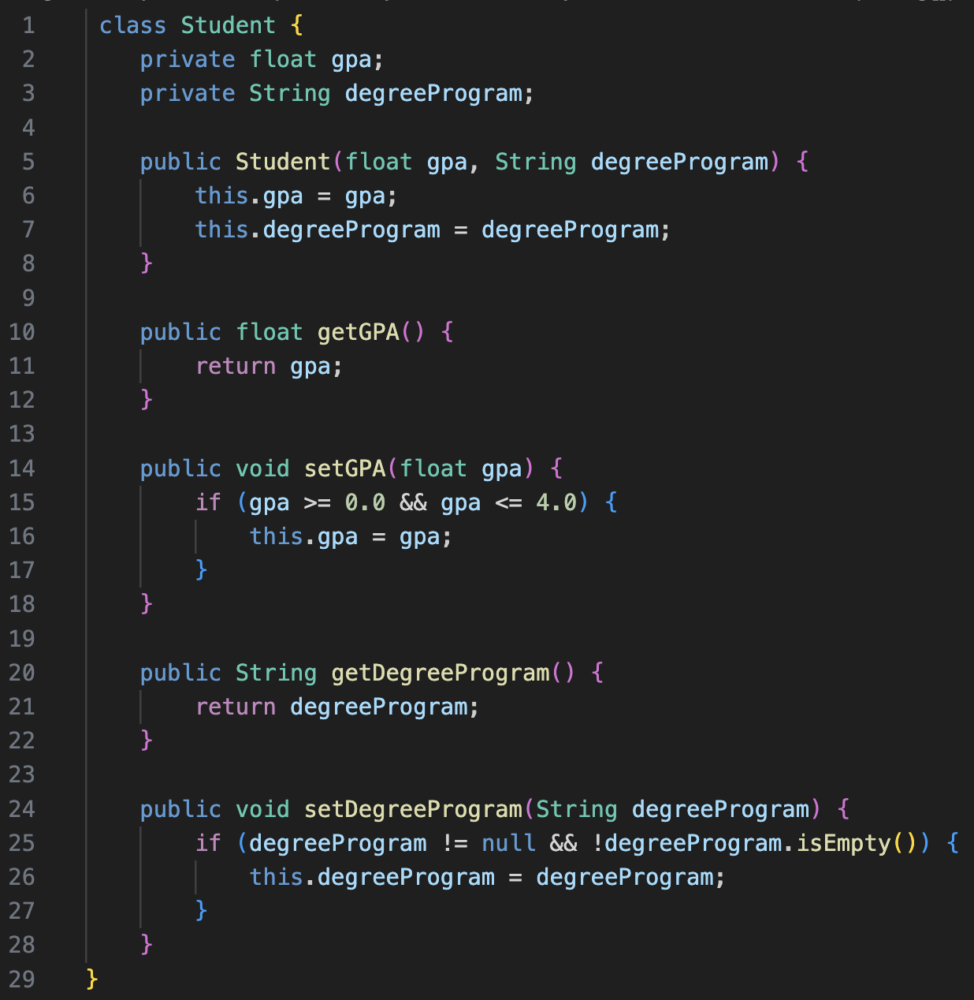 1 class Student {
2 private float gpa;
3 private String degreeProgram;
4
5 public Student(float gpa, String degreeProgram) {
6 this.gpa = gpa;
7 this.degreeProgram = degreeProgram;
8 }
9
10 public float getGPA() {
11 return gpa;
12 }
13
14 public void setGPA(float gpa) {
15 if (gpa >= 0.0 && gpa <= 4.0) {
16 this.gpa = gpa;
17 }
18 }
19
20 public String getDegreeProgram() {
21 return degreeProgram;
22 }
23
24 public void setDegreeProgram(String degreeProgram) {
25 if (degreeProgram != null && !degreeProgram.isEmpty()) {
26 this.degreeProgram = degreeProgram;
27 }
28 }
29 }